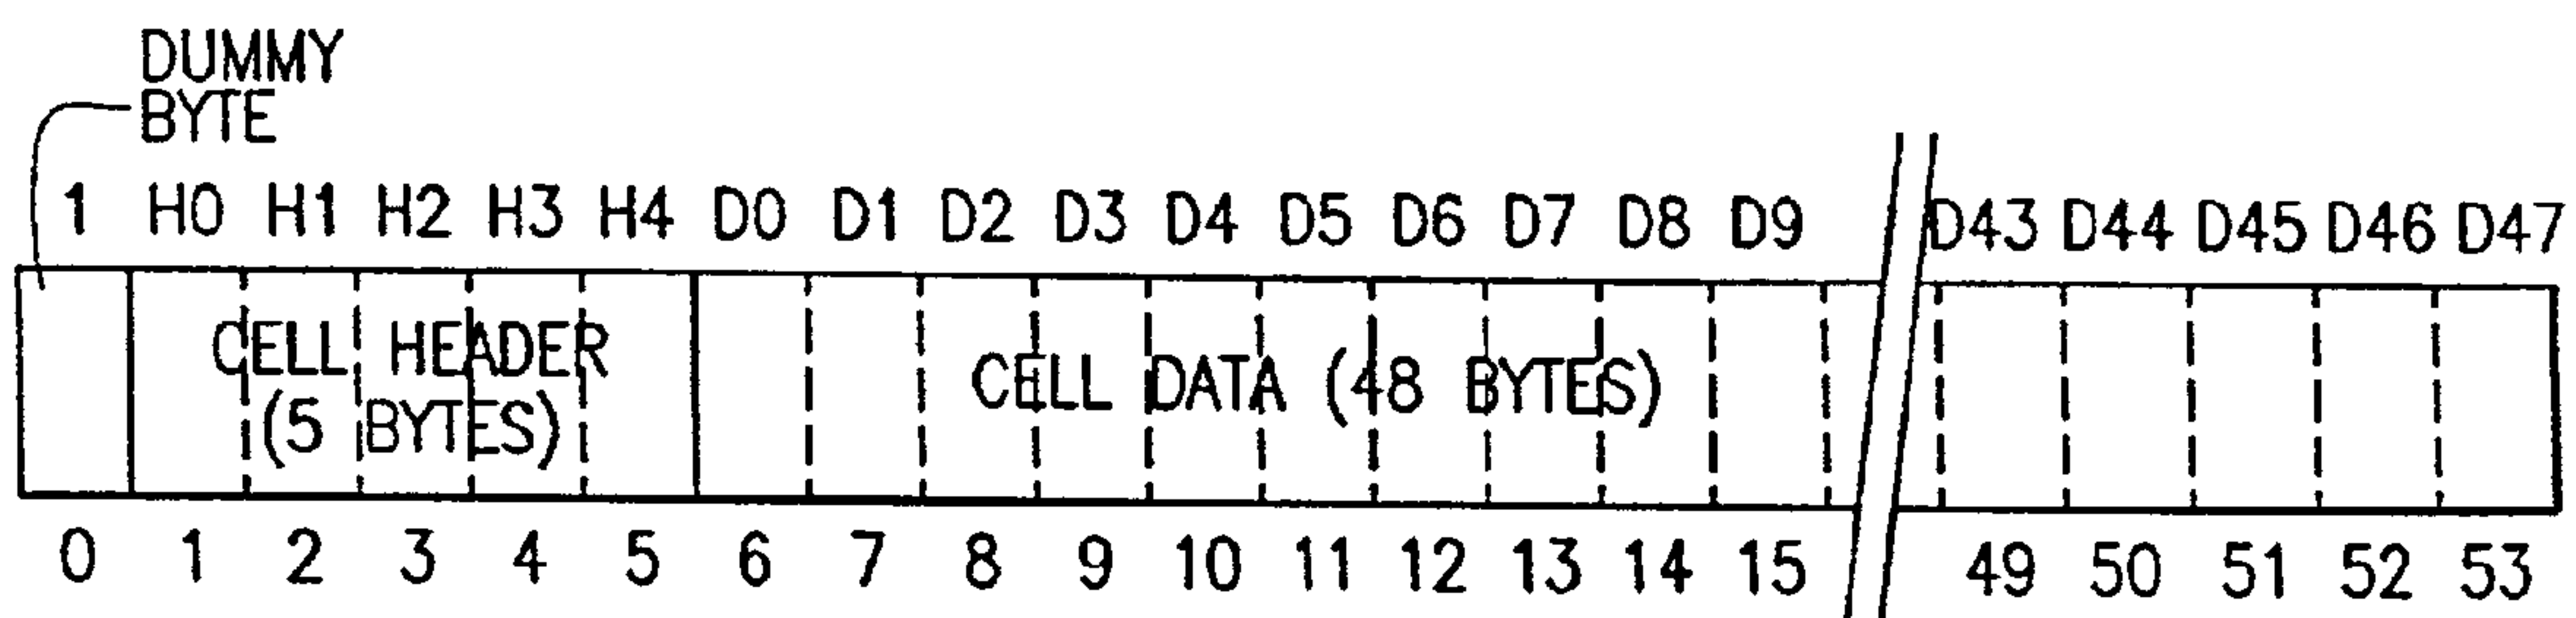 DUMMY
BYTE
1 H0 H1 H2 H3 H4 D0 D1 D2 D3 D4 D5 D6 D7 D8 D9 D43 D44 D45 D46 D47
CELL HEADER
(5 BYTES)
CELL DATA (48 BYTES)
0 1 2 3 4 5 6 7 8 9 10 11 12 13 14 15 49 50 51 52 53